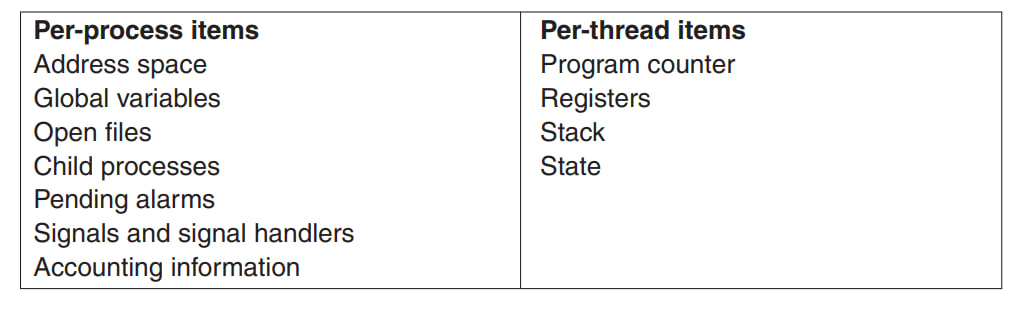 Per-process items
Address space
Global variables
Open files
Child processes
Pending alarms
Signals and signal handlers
Accounting information
Per-thread items
Program counter
Registers
Stack
State